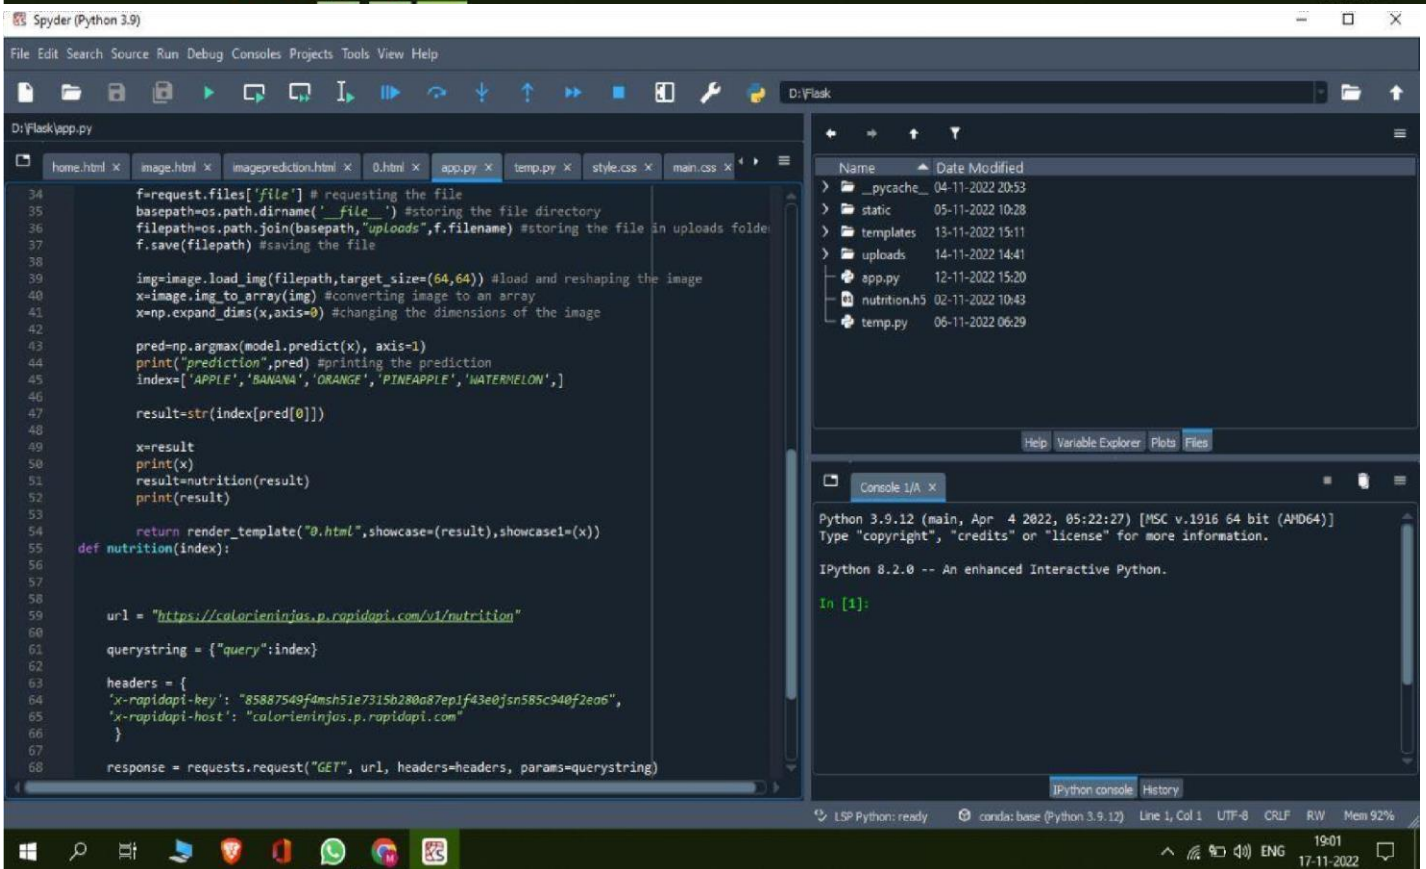 Spyder (Python 3.9)
File Edit Search Source Run Debug Consoles Projects Tools View Help
D:\Flask
D:\Flask\app.py
home.html × image.html × imageprediction.html × 0.html × app.py × temp.py × style.css × main.css ×
34 f=request.files['file'] # requesting the file
35 basepath=os.path.dirname('__file__') #storing the file directory
36 filepath=os.path.join(basepath,"uploads",f.filename) #storing the file in uploads folde
37 f.save(filepath) #saving the file
38
39 img=image.load_img(filepath,target_size=(64,64)) #load and reshaping the image
40 x=image.img_to_array(img) #converting image to an array
41 x=np.expand_dims(x,axis=0) #changing the dimensions of the image
42
43 pred=np.argmax(model.predict(x), axis=1)
44 print("prediction",pred) #printing the prediction
45 index=['APPLE','BANANA','ORANGE','PINEAPPLE','WATERMELON',]
46
47 result=str(index[pred[0]])
48
49 x=result
50 print(x)
51 result=nutrition(result)
52 print(result)
53
54 return render_template("0.html",showcase=(result),showcase1=(x))
55 def nutrition(index):
56
57
58
59 url = "https://calorieninjas.p.rapidapi.com/v1/nutrition"
60
61 querystring = {"query":index}
62
63 headers = {
64 'x-rapidapi-key': "85887549f4msh51e7315b280a87ep1f43e0jsn585c940f2ea6",
65 'x-rapidapi-host': "calorieninjas.p.rapidapi.com"
66 }
67
68 response = requests.request("GET", url, headers=headers, params=querystring)
Name Date Modified
__pycache__ 04-11-2022 20:53
static 05-11-2022 10:28
templates 13-11-2022 15:11
uploads 14-11-2022 14:41
app.py 12-11-2022 15:20
nutrition.h5 02-11-2022 10:43
temp.py 06-11-2022 06:29
Help Variable Explorer Plots Files
Console 1/A ×
Python 3.9.12 (main, Apr 4 2022, 05:22:27) [MSC v.1916 64 bit (AMD64)]
Type "copyright", "credits" or "license" for more information.
IPython 8.2.0 -- An enhanced Interactive Python.
In [1]:
IPython console History
LSP Python: ready conda: base (Python 3.9.12) Line 1, Col 1 UTF-8 CRLF RW Mem 92%
ENG 19:01
17-11-2022